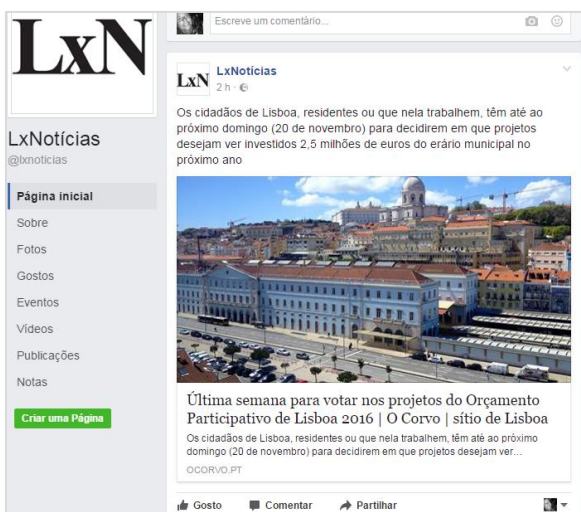 LxN
LxNotícias
@lxnoticias
Página inicial
Sobre
Fotos
Gostos
Eventos
Vídeos
Publicações
Notas
Criar uma Página
Escreve um comentário...
LxN
LxNotícias
2 h ·
Os cidadãos de Lisboa, residentes ou que nela trabalhem, têm até ao
próximo domingo (20 de novembro) para decidirem em que projetos
desejam ver investidos 2,5 milhões de euros do erário municipal no
próximo ano
Última semana para votar nos projetos do Orçamento
Participativo de Lisboa 2016 | O Corvo | sítio de Lisboa
Os cidadãos de Lisboa, residentes ou que nela trabalhem, têm até ao próximo
domingo (20 de novembro) para decidirem em que projetos desejam ver…
OCORVO.PT
Gosto Comentar Partilhar